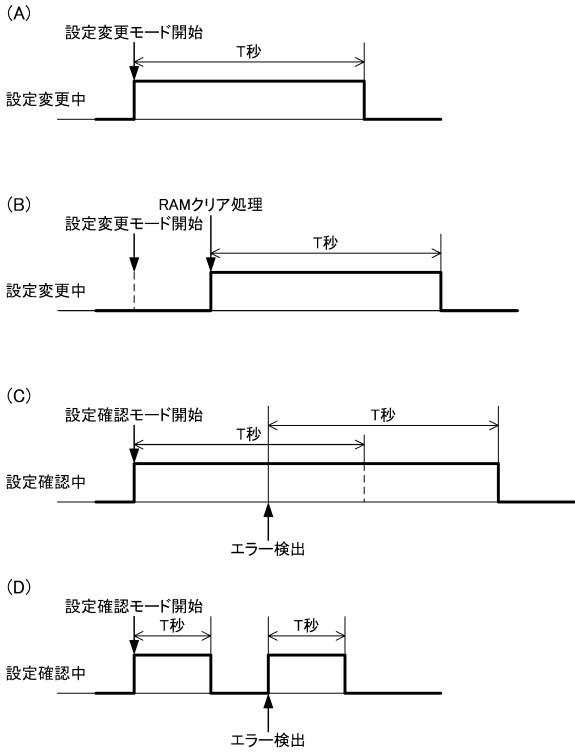 (A)
設定変更モード開始
T秒
設定変更中
(B)
RAMクリア処理
設定変更モード開始
T秒
設定変更中
(C)
設定確認モード開始
T秒
T秒
設定確認中
エラー検出
(D)
設定確認モード開始
T秒
T秒
設定確認中
エラー検出